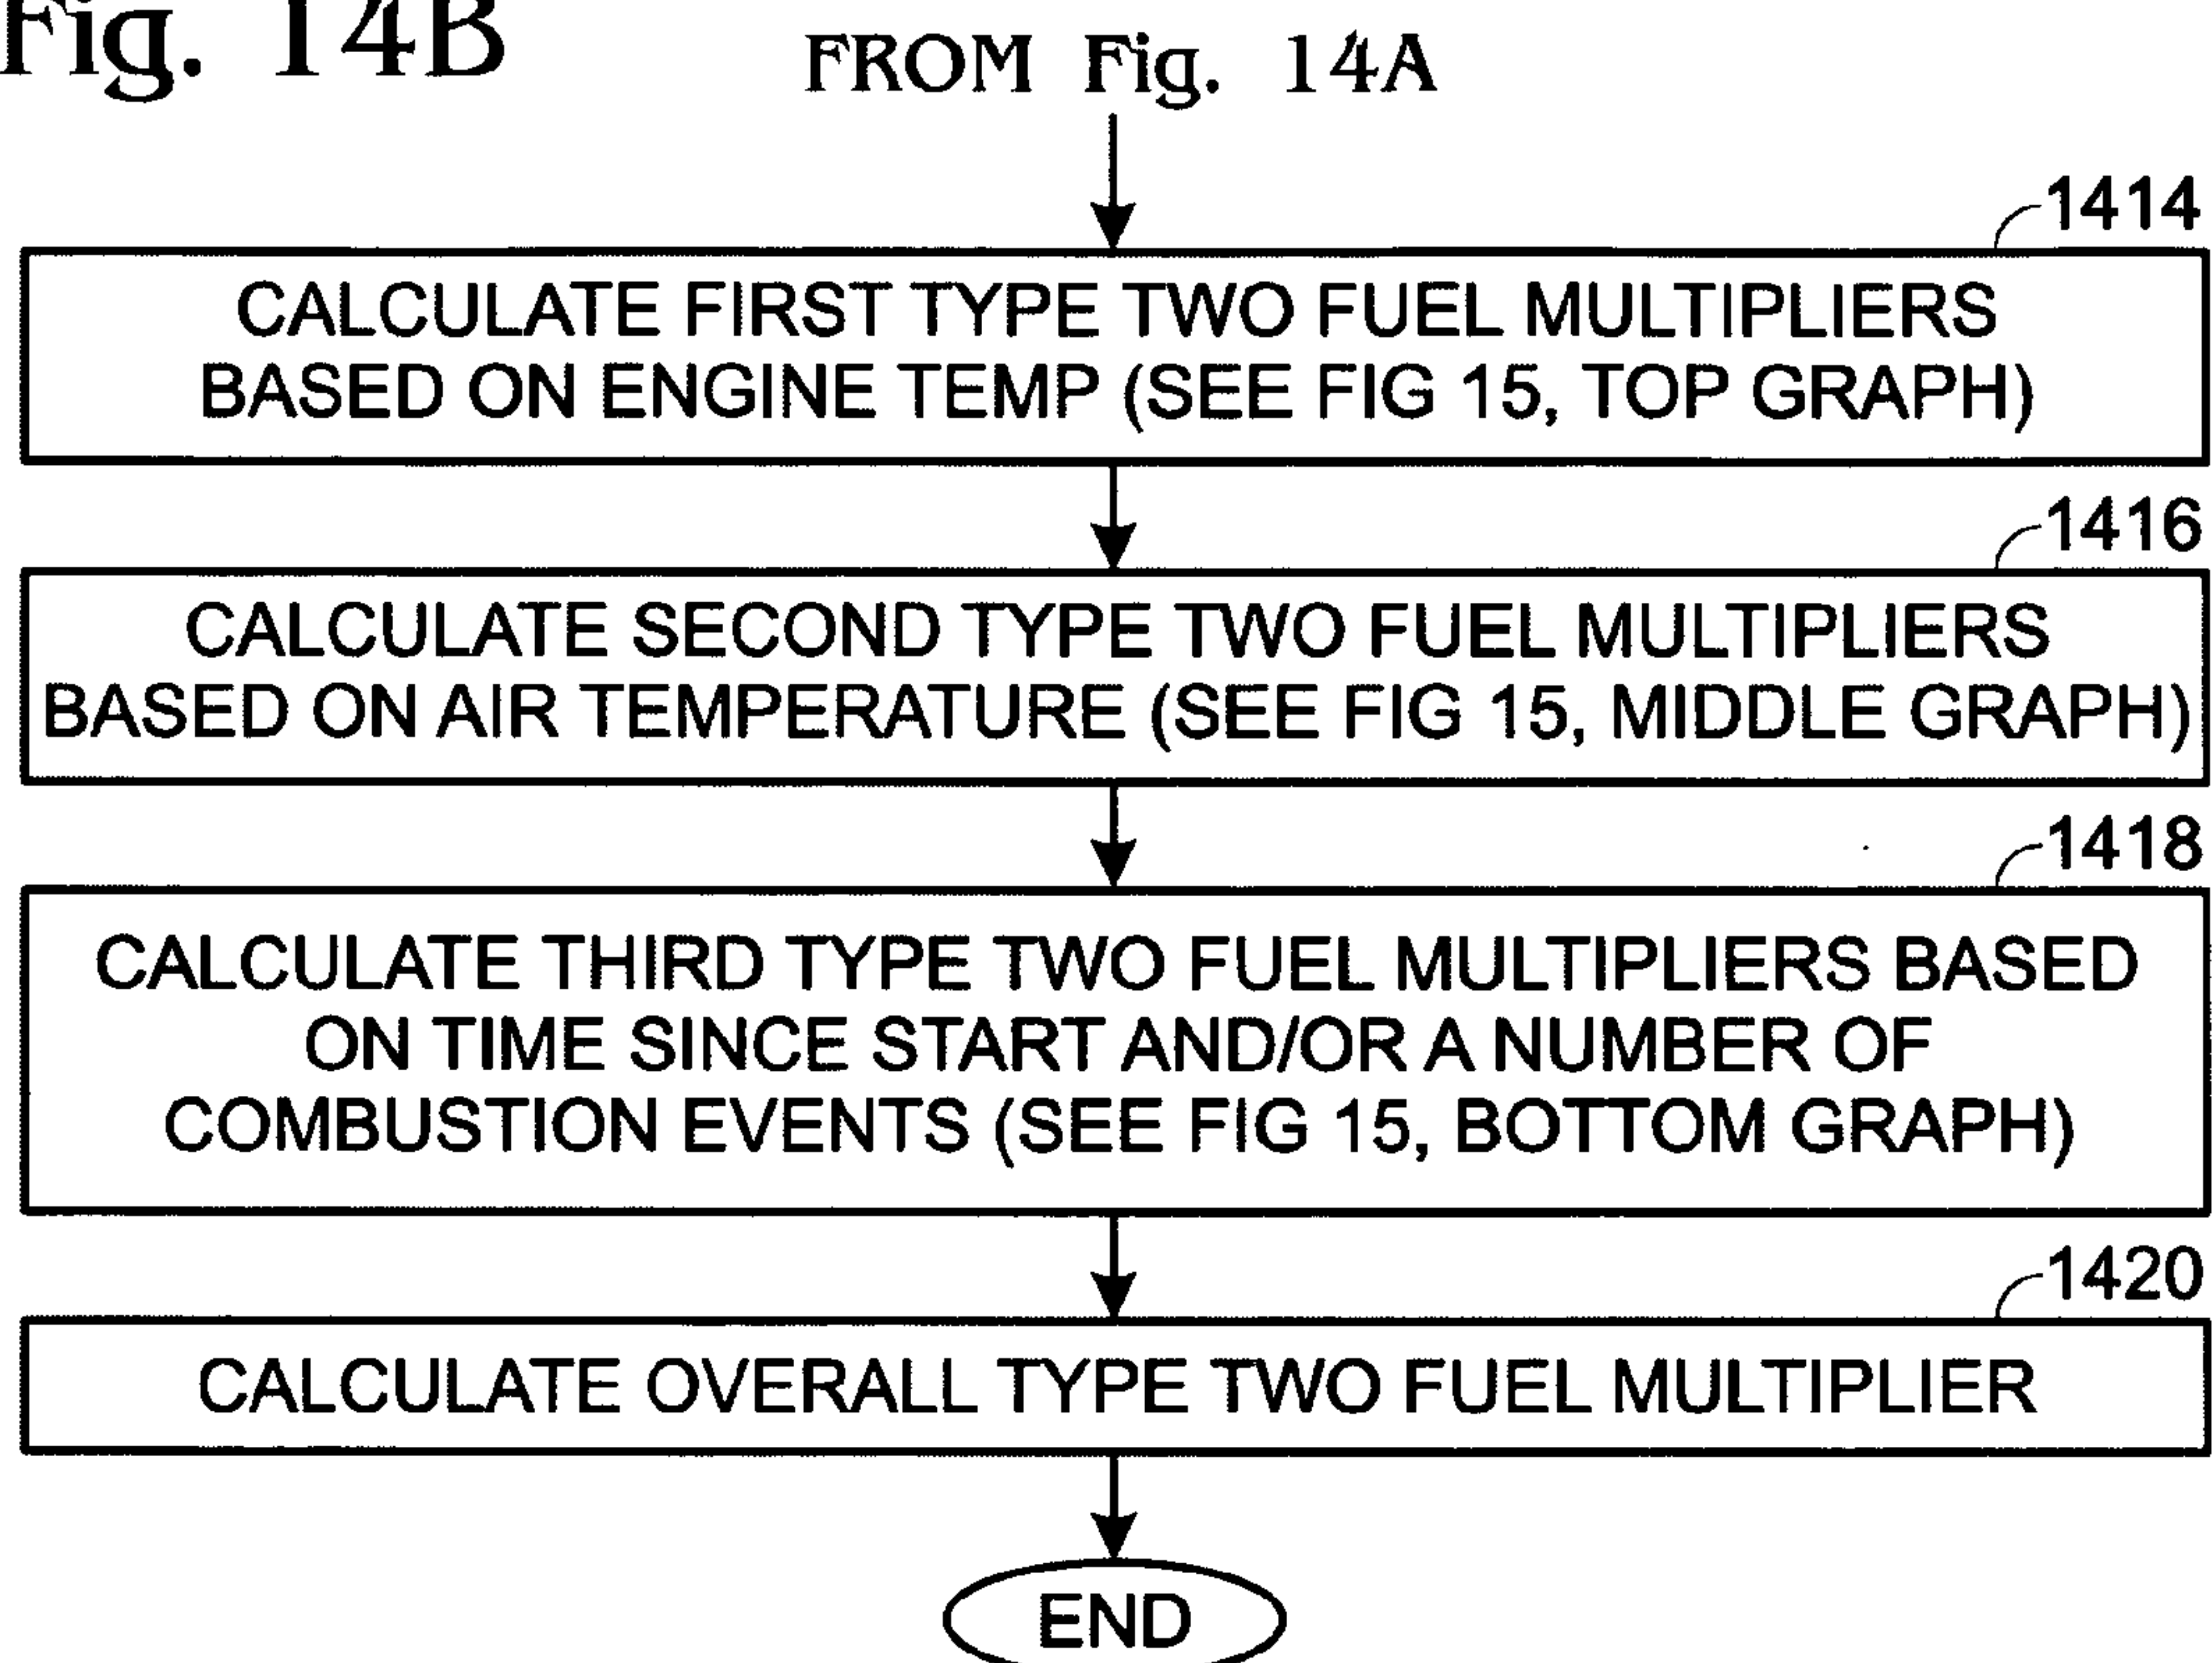 Fig. 14B
FROM Fig. 14A
1414
CALCULATE FIRST TYPE TWO FUEL MULTIPLIERS
BASED ON ENGINE TEMP (SEE FIG 15, TOP GRAPH)
1416
CALCULATE SECOND TYPE TWO FUEL MULTIPLIERS
BASED ON AIR TEMPERATURE (SEE FIG 15, MIDDLE GRAPH)
1418
CALCULATE THIRD TYPE TWO FUEL MULTIPLIERS BASED
ON TIME SINCE START AND/OR A NUMBER OF
COMBUSTION EVENTS (SEE FIG 15, BOTTOM GRAPH)
1420
CALCULATE OVERALL TYPE TWO FUEL MULTIPLIER
END